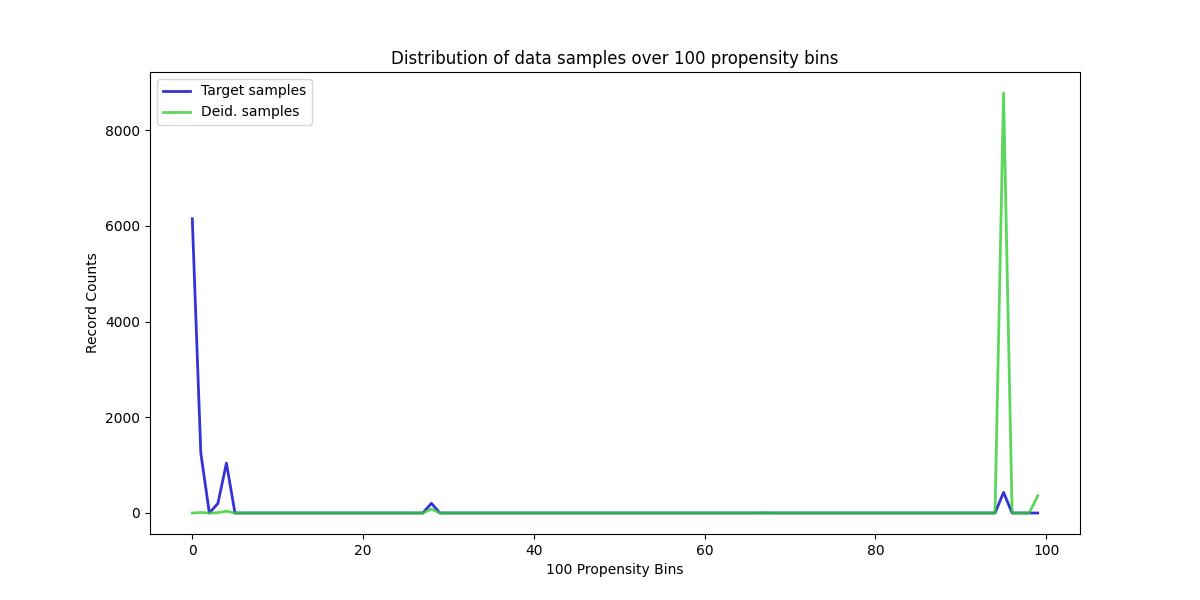 Distribution of data samples over 100 propensity bins
Target samples
Deid. samples
Record Counts
8000
6000
4000
2000
0
0 20 40 60 80 100
100 Propensity Bins